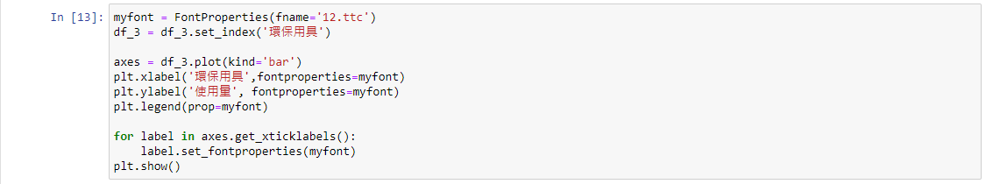 In [13]: myfont = FontProperties(fname='12.ttc')
df_3 = df_3.set_index('環保用具')
axes = df_3.plot(kind='bar')
plt.xlabel('環保用具',fontproperties=myfont)
plt.ylabel('使用量', fontproperties=myfont)
plt.legend(prop=myfont)
for label in axes.get_xticklabels():
    label.set_fontproperties(myfont)
plt.show()